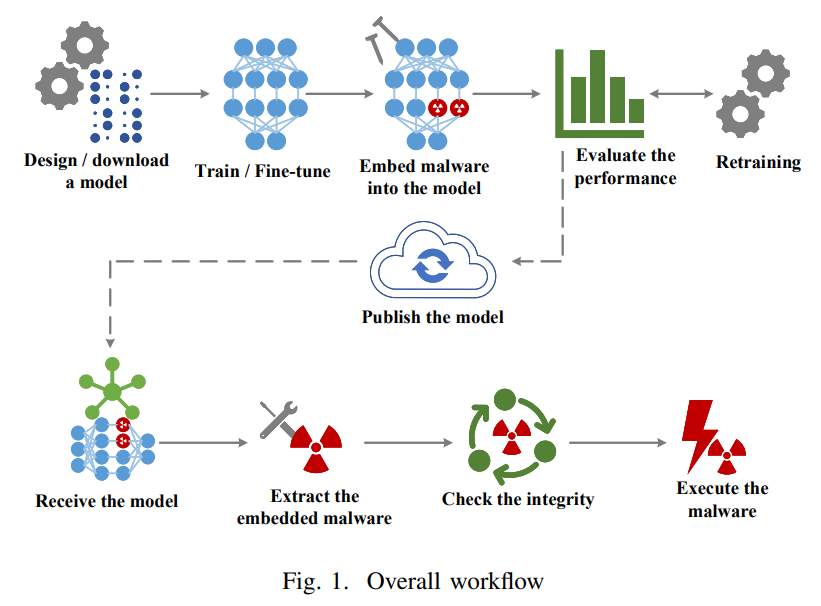 Design / download
a model
Train / Fine-tune
Embed malware
into the model
Evaluate the
performance
Retraining
Publish the model
Receive the model
Extract the
embedded malware
Check the integrity
Execute the
malware
Fig. 1. Overall workflow